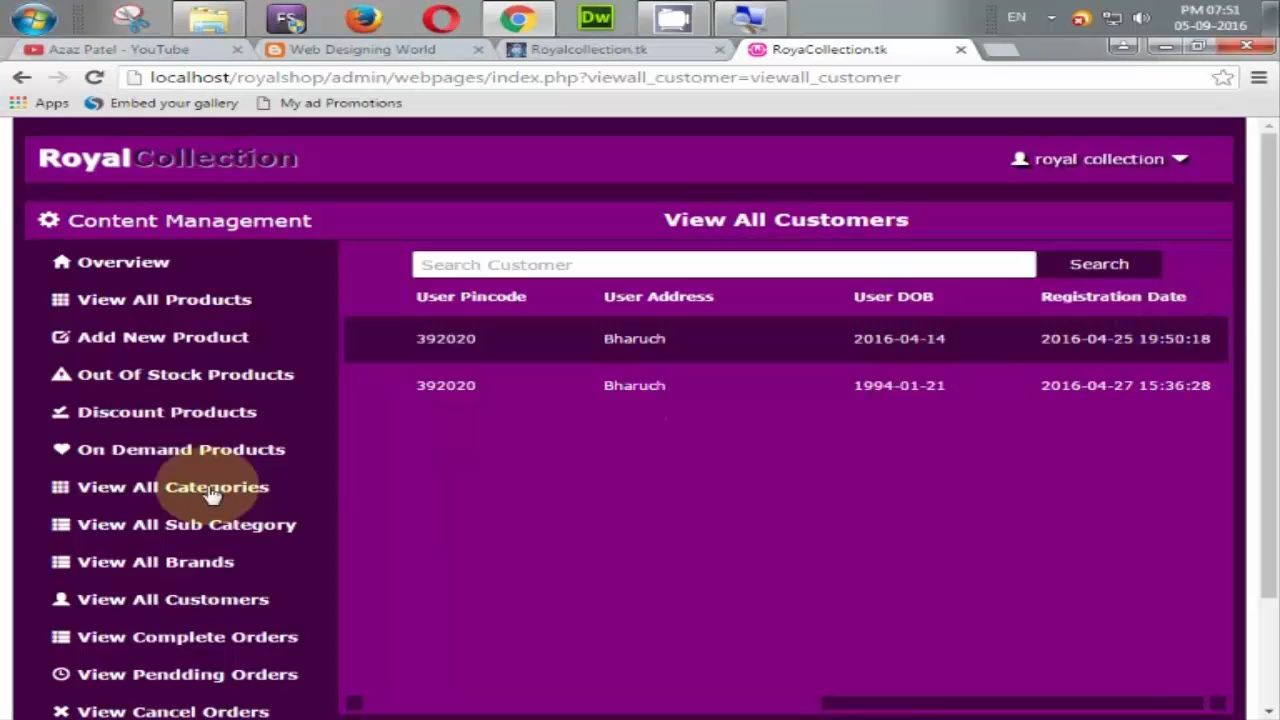 PM 07:51
EN
05-09-2016
FS
Dw
Azaz Patel - YouTube
Web Designing World
Royalcollection.tk
RoyaCollection.tk
localhost/royalshop/admin/webpages/index.php?viewall_customer=viewall_customer
Apps
Embed your gallery
My ad Promotions
RoyalCollection
royal collection
Content Management
View All Customers
Overview
Search Customer
Search
View All Products
User Pincode User Address User DOB Registration Date
Add New Product
392020 Bharuch 2016-04-14 2016-04-25 19:50:18
Out Of Stock Products
392020 Bharuch 1994-01-21 2016-04-27 15:36:28
Discount Products
On Demand Products
View All Categories
View All Sub Category
View All Brands
View All Customers
View Complete Orders
View Pendding Orders
View Cancel Orders